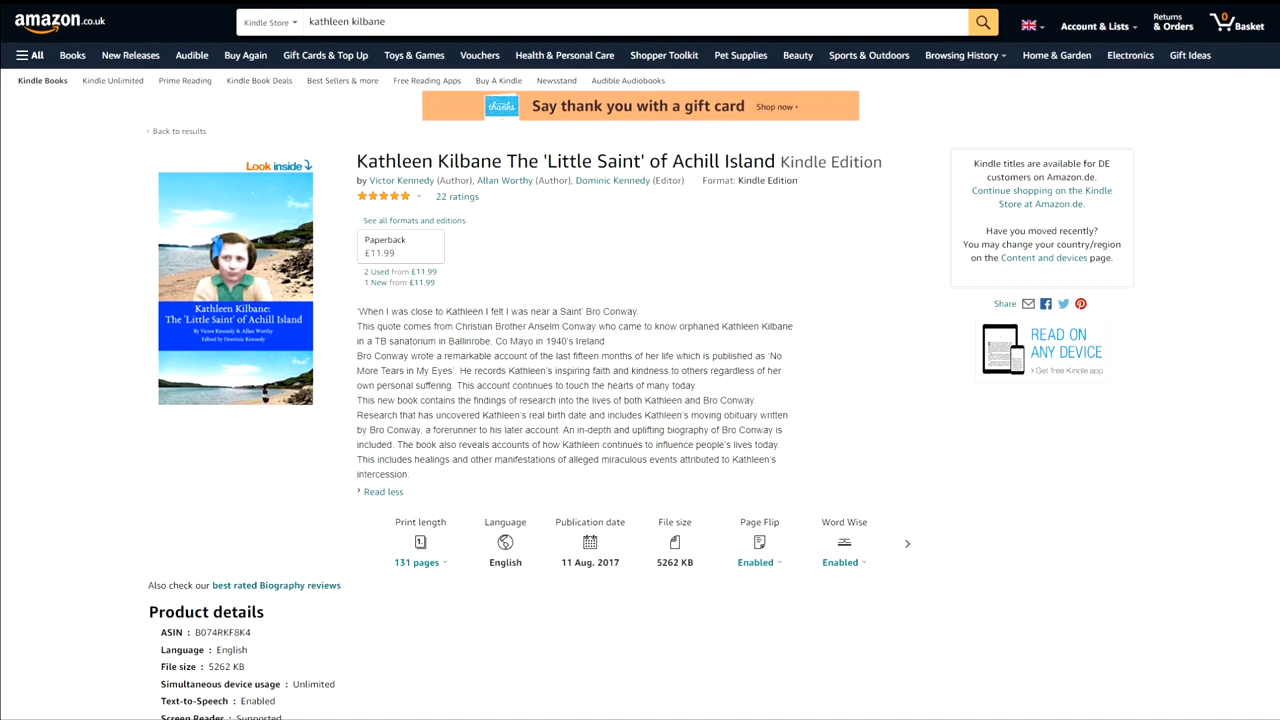 amazon.co.uk
Kindle Store
kathleen kilbane
Account & Lists
Returns
& Orders
0
Basket
All Books New Releases Audible Buy Again Gift Cards & Top Up Toys & Games Vouchers Personal Care Shopper Toolkit Pet Supplies Beauty Sports & Outdoors Browsing History Home & Garden Electronics Gift Ideas
Kindle Books Kindle Unlimited Prime Reading Kindle Book Deals Best Sellers & more Free Reading Apps Buy A Kindle Newsstand Audible Audiobooks
thanks Say thank you with a gift card Shop now ›
‹ Back to results
Look inside
Kathleen Kilbane:
The 'Little Saint' of Achill Island
By Victor Kennedy & Allan Worthy
Edited by Dominic Kennedy
Kathleen Kilbane The 'Little Saint' of Achill Island Kindle Edition
by Victor Kennedy (Author), Allan Worthy (Author), Dominic Kennedy (Editor) Format: Kindle Edition
22 ratings
See all formats and editions
Paperback
£11.99
2 Used from £11.99
1 New from £11.99
'When I was close to Kathleen I felt I was near a Saint' Bro Conway.
This quote comes from Christian Brother Anselm Conway who came to know orphaned Kathleen Kilbane
in a TB sanatorium in Ballinrobe, Co Mayo in 1940's Ireland.
Bro Conway wrote a remarkable account of the last fifteen months of her life which is published as 'No
More Tears in My Eyes'. He records Kathleen's inspiring faith and kindness to others regardless of her
own personal suffering. This account continues to touch the hearts of many today.
This new book contains the findings of research into the lives of both Kathleen and Bro Conway.
Research that has uncovered Kathleen's real birth date and includes Kathleen's moving obituary written
by Bro Conway, a forerunner to his later account. An in-depth and uplifting biography of Bro Conway is
included. The book also reveals accounts of how Kathleen continues to influence people's lives today.
This includes healings and other manifestations of alleged miraculous events attributed to Kathleen's
intercession.
› Read less
Print length Language Publication date File size Page Flip Word Wise
131 pages English 11 Aug. 2017 5262 KB Enabled Enabled
Kindle titles are available for DE
customers on Amazon.de.
Continue shopping on the Kindle
Store at Amazon.de.
Have you moved recently?
You may change your country/region
on the Content and devices page.
Share
READ ON
ANY DEVICE
› Get free Kindle app
Also check our best rated Biography reviews
Product details
ASIN : B074RKF8K4
Language : English
File size : 5262 KB
Simultaneous device usage : Unlimited
Text-to-Speech : Enabled
Screen Reader : Supported